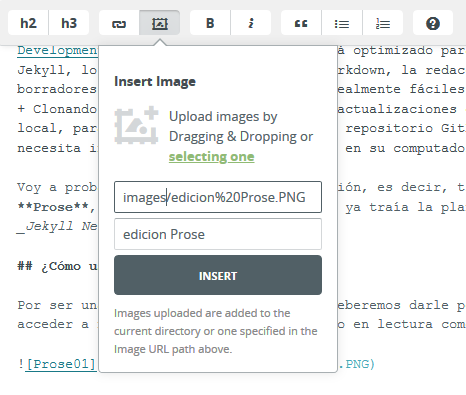 h2 h3 B i “ ?
Development á optimizado par
Jekyll, lo rkdown, la redac
borradores ealmente fáciles
+ Clonando actualizaciones
local, par repositorio Git
necesita i en su computado
Insert Image
Upload images by
Dragging & Dropping or
selecting one
images/edicion%20Prose.PNG
edicion Prose
INSERT
Images uploaded are added to the
current directory or one specified in the
Image URL path above.
Voy a prob ión, es decir, t
**Prose**, ya traía la pla
_Jekyll Ne
## ¿Cómo u
Por ser un eberemos darle p
acceder a o en lectura com
![Prose01] .PNG)